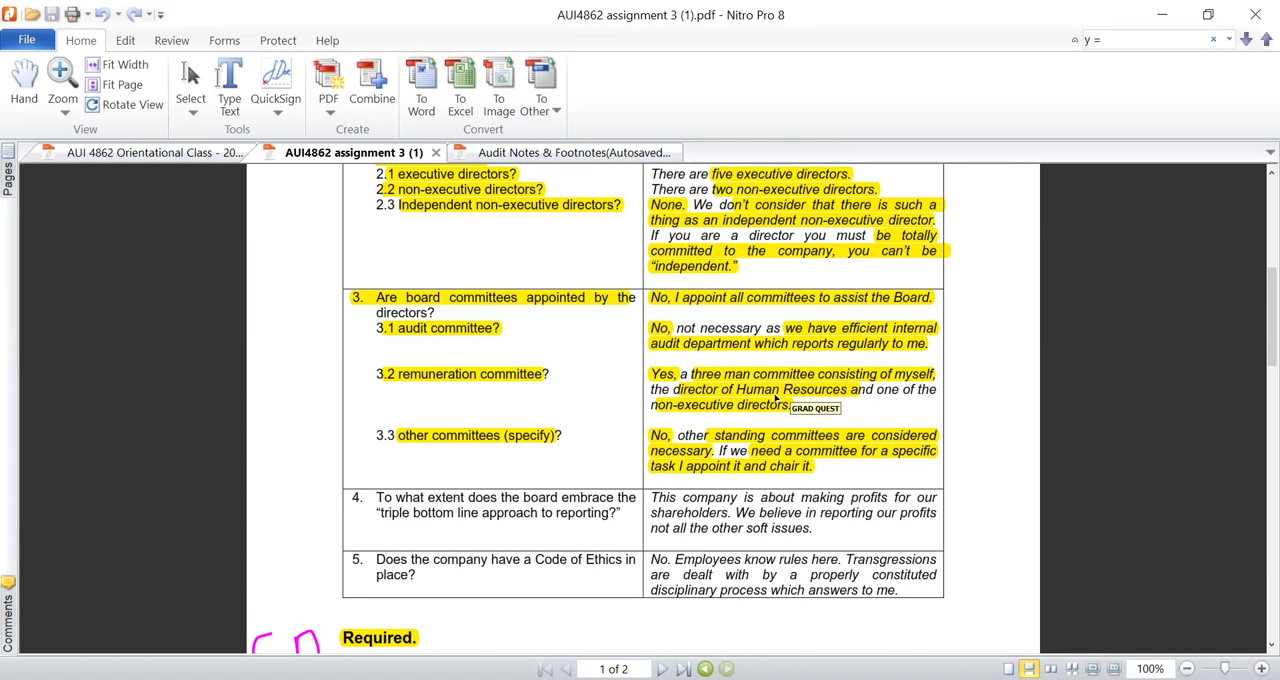 AUI4862 assignment 3 (1).pdf - Nitro Pro 8
File
Home
Edit
Review
Forms
Protect
Help
y =
Hand
Zoom
Fit Width
Fit Page
Rotate View
View
Select
Type
Text
QuickSign
Tools
PDF
Combine
Create
To
Word
To
Excel
To
Image
To
Other
Convert
AUI 4862 Orientational Class - 20...
AUI4862 assignment 3 (1)
Audit Notes & Footnotes(Autosaved...
Pages
Comments
2.1 executive directors?
There are five executive directors.
2.2 non-executive directors?
There are two non-executive directors.
2.3 Independent non-executive directors?
None. We don't consider that there is such a
thing as an independent non-executive director.
If you are a director you must be totally
committed to the company, you can't be
"independent."
3. Are board committees appointed by the
directors?
No, I appoint all committees to assist the Board.
3.1 audit committee?
No, not necessary as we have efficient internal
audit department which reports regularly to me.
3.2 remuneration committee?
Yes, a three man committee consisting of myself,
the director of Human Resources and one of the
non-executive directors.
GRAD QUEST
3.3 other committees (specify)?
No, other standing committees are considered
necessary. If we need a committee for a specific
task I appoint it and chair it.
4. To what extent does the board embrace the
"triple bottom line approach to reporting?"
This company is about making profits for our
shareholders. We believe in reporting our profits
not all the other soft issues.
5. Does the company have a Code of Ethics in
place?
No. Employees know rules here. Transgressions
are dealt with by a properly constituted
disciplinary process which answers to me.
Required.
1 of 2
100%